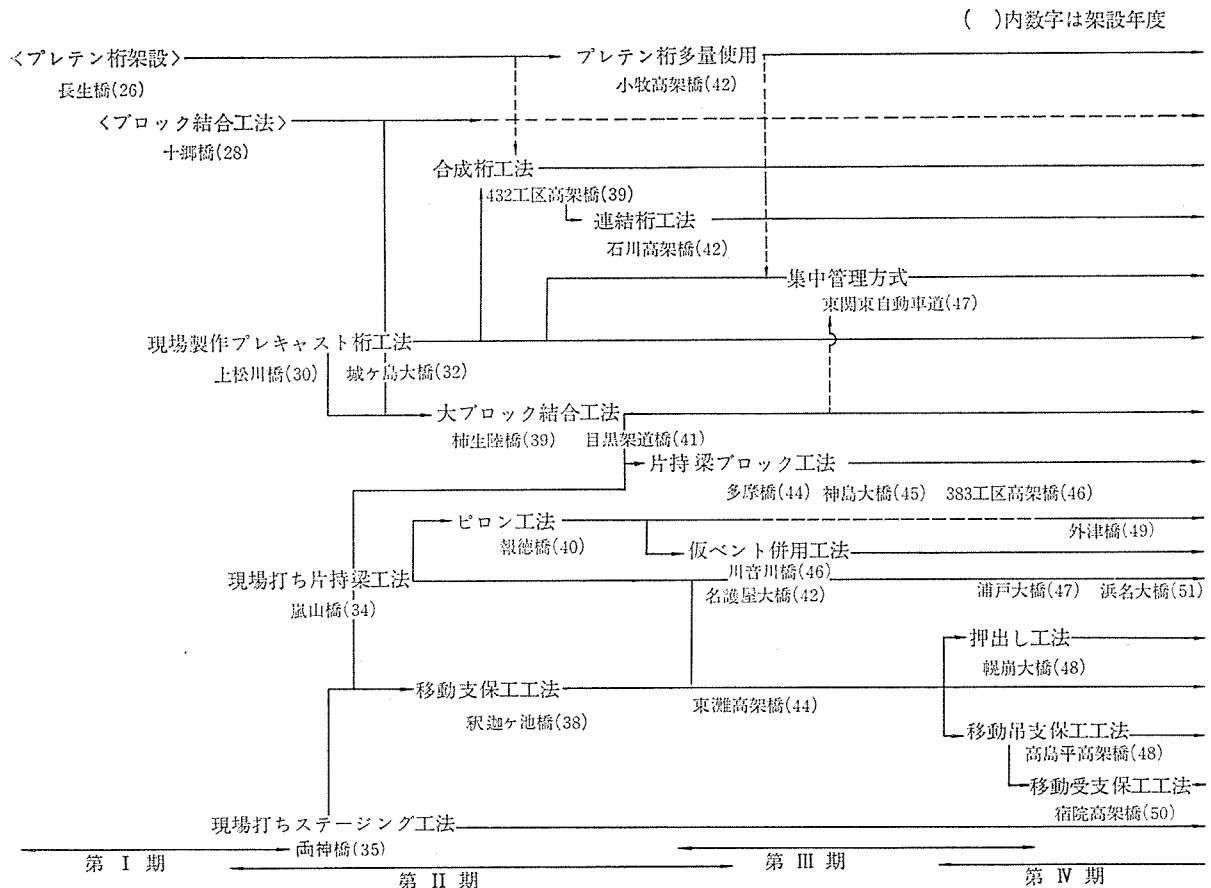 ( )内数字は架設年度
<プレテン桁架設>
プレテン桁多量使用
長生橋(26)
小牧高架橋(42)
<ブロック結合工法>
十郷橋(28)
合成桁工法
432工区高架橋(39)
連結桁工法
石川高架橋(42)
集中管理方式
東関東自動車道(47)
現場製作プレキャスト桁工法
上松川橋(30) 城ケ島大橋(32)
大ブロック結合工法
柿生陸橋(39) 目黒架道橋(41)
片持梁ブロック工法
多摩橋(44) 神島大橋(45) 383工区高架橋(46)
ピロン工法
報徳橋(40)
外津橋(49)
仮ベント併用工法
川音川橋(46)
現場打ち片持梁工法
嵐山橋(34)
名護屋大橋(42)
浦戸大橋(47) 浜名大橋(51)
押出し工法
幌崩大橋(48)
移動支保工工法
釈迦ケ池橋(38)
東灘高架橋(44)
移動吊支保工工法
高島平高架橋(48)
移動受支保工工法
宿院高架橋(50)
現場打ちステージング工法
両神橋(35)
第 Ⅰ 期
第 Ⅱ 期
第 Ⅲ 期
第 Ⅳ 期